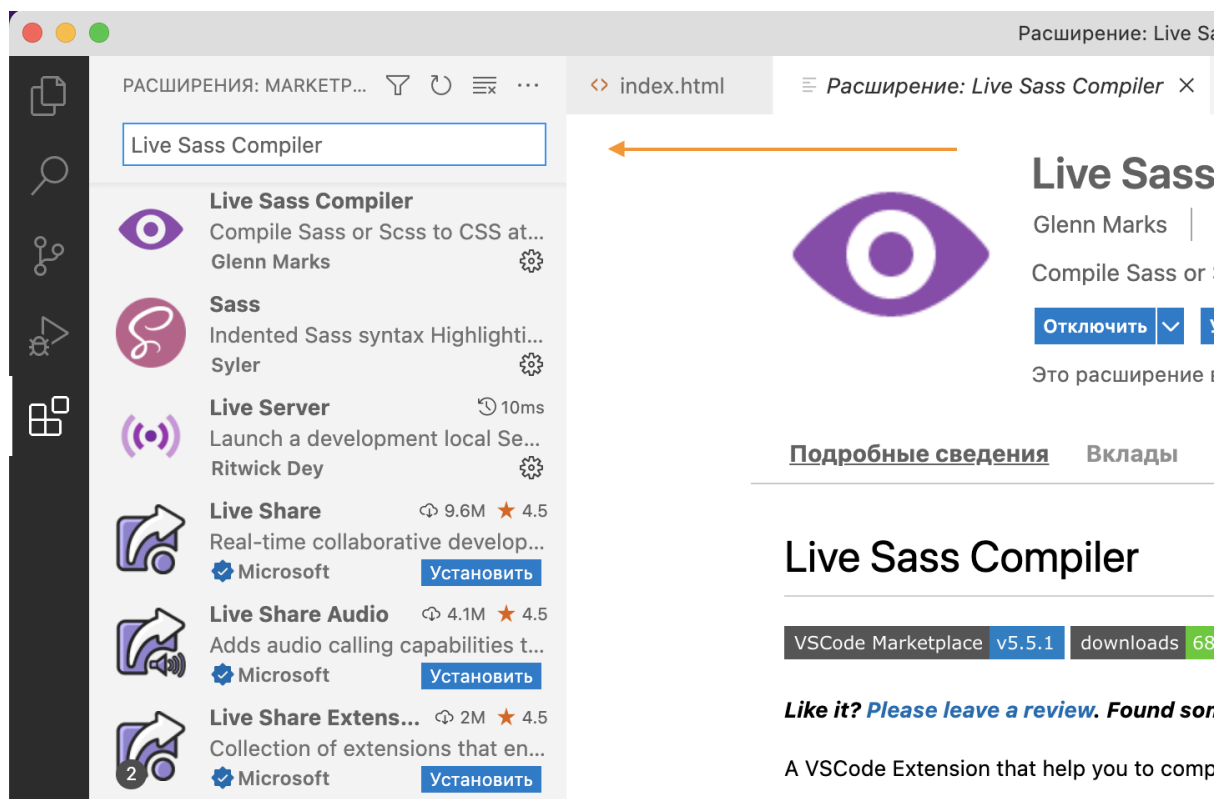 Расширение: Live Sa
РАСШИРЕНИЯ: MARKETP...
index.html
Расширение: Live Sass Compiler
Live Sass Compiler
Live Sass Compiler
Compile Sass or Scss to CSS at...
Glenn Marks
Sass
Indented Sass syntax Highlighti...
Syler
Live Server 10ms
Launch a development local Se...
Ritwick Dey
Live Share 9.6M 4.5
Real-time collaborative develop...
Microsoft Установить
Live Share Audio 4.1M 4.5
Adds audio calling capabilities t...
Microsoft Установить
Live Share Extens... 2M 4.5
Collection of extensions that en...
2 Microsoft Установить
Live Sass
Glenn Marks
Compile Sass or
Отключить
Это расширение в
Подробные сведения Вклады
Live Sass Compiler
VSCode Marketplace v5.5.1 downloads 68
Like it? Please leave a review. Found som
A VSCode Extension that help you to comp